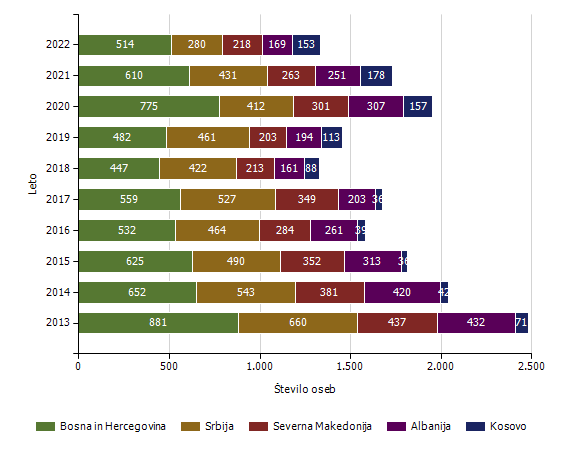 2022 514 280 218 169 153
2021 610 431 263 251 178
2020 775 412 301 307 157
2019 482 461 203 194 113
2018 447 422 213 161 88
2017 559 527 349 203 36
2016 532 464 284 261 39
2015 625 490 352 313 36
2014 652 543 381 420 42
2013 881 660 437 432 71
Leto
0 500 1.000 1.500 2.000 2.500
Število oseb
Bosna in Hercegovina Srbija Severna Makedonija Albanija Kosovo